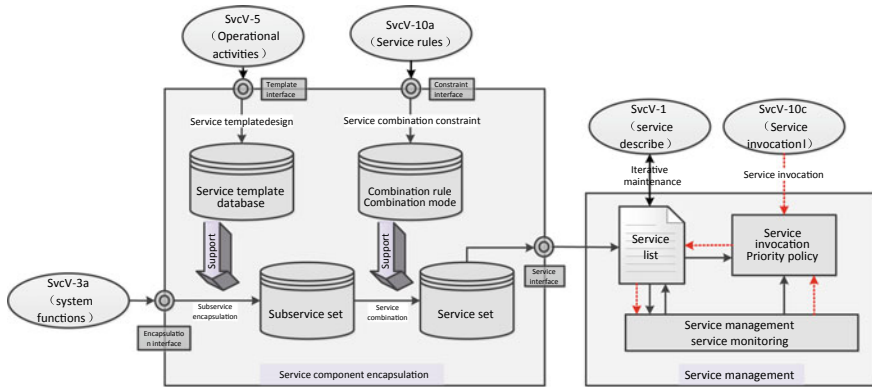 SvcV-5
（Operational
activities）
SvcV-10a
（Service rules）
Template
interface
Constraint
interface
Service templatedesign
Service combination constraint
SvcV-1
（service
describe）
SvcV-10c
（Service
invocationl）
Iterative
maintenance
Service invocation
Service template
database
Combination rule
Combination mode
Support
Support
Service
list
Service
invocation
Priority policy
Service
interface
SvcV-3a
（system
functions）
Subservice
encapsulation
Subservice set
Service
combination
Service set
Encapsulatio
n interface
Service management
service monitoring
Service component encapsulation
Service management